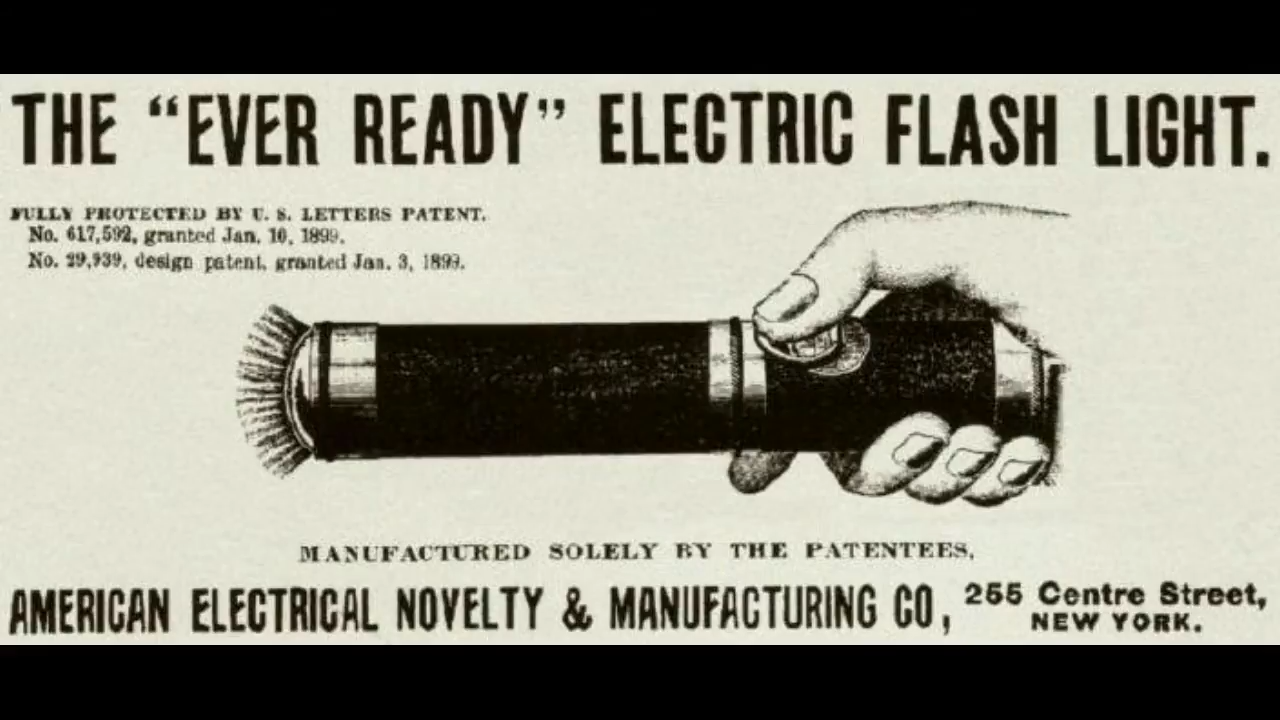 THE “EVER READY” ELECTRIC FLASH LIGHT.
FULLY PROTECTED BY U. S. LETTERS PATENT.
No. 617,592, granted Jan. 10, 1899.
No. 29,939, design patent, granted Jan. 3, 1899.
MANUFACTURED SOLELY BY THE PATENTEES,
AMERICAN ELECTRICAL NOVELTY & MANUFACTURING CO, 255 Centre Street,
NEW YORK.